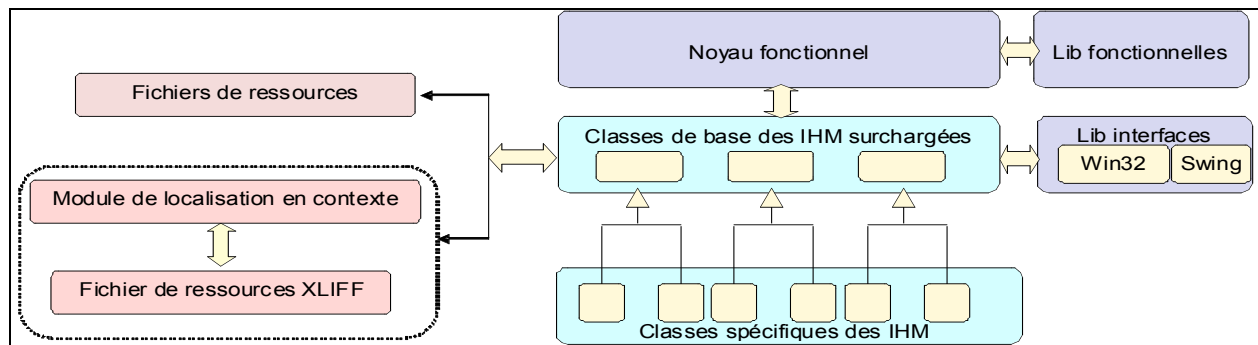 Noyau fonctionnel
Lib fonctionnelles
Fichiers de ressources
Classes de base des IHM surchargées
Lib interfaces
Win32
Swing
Module de localisation en contexte
Fichier de ressources XLIFF
Classes spécifiques des IHM